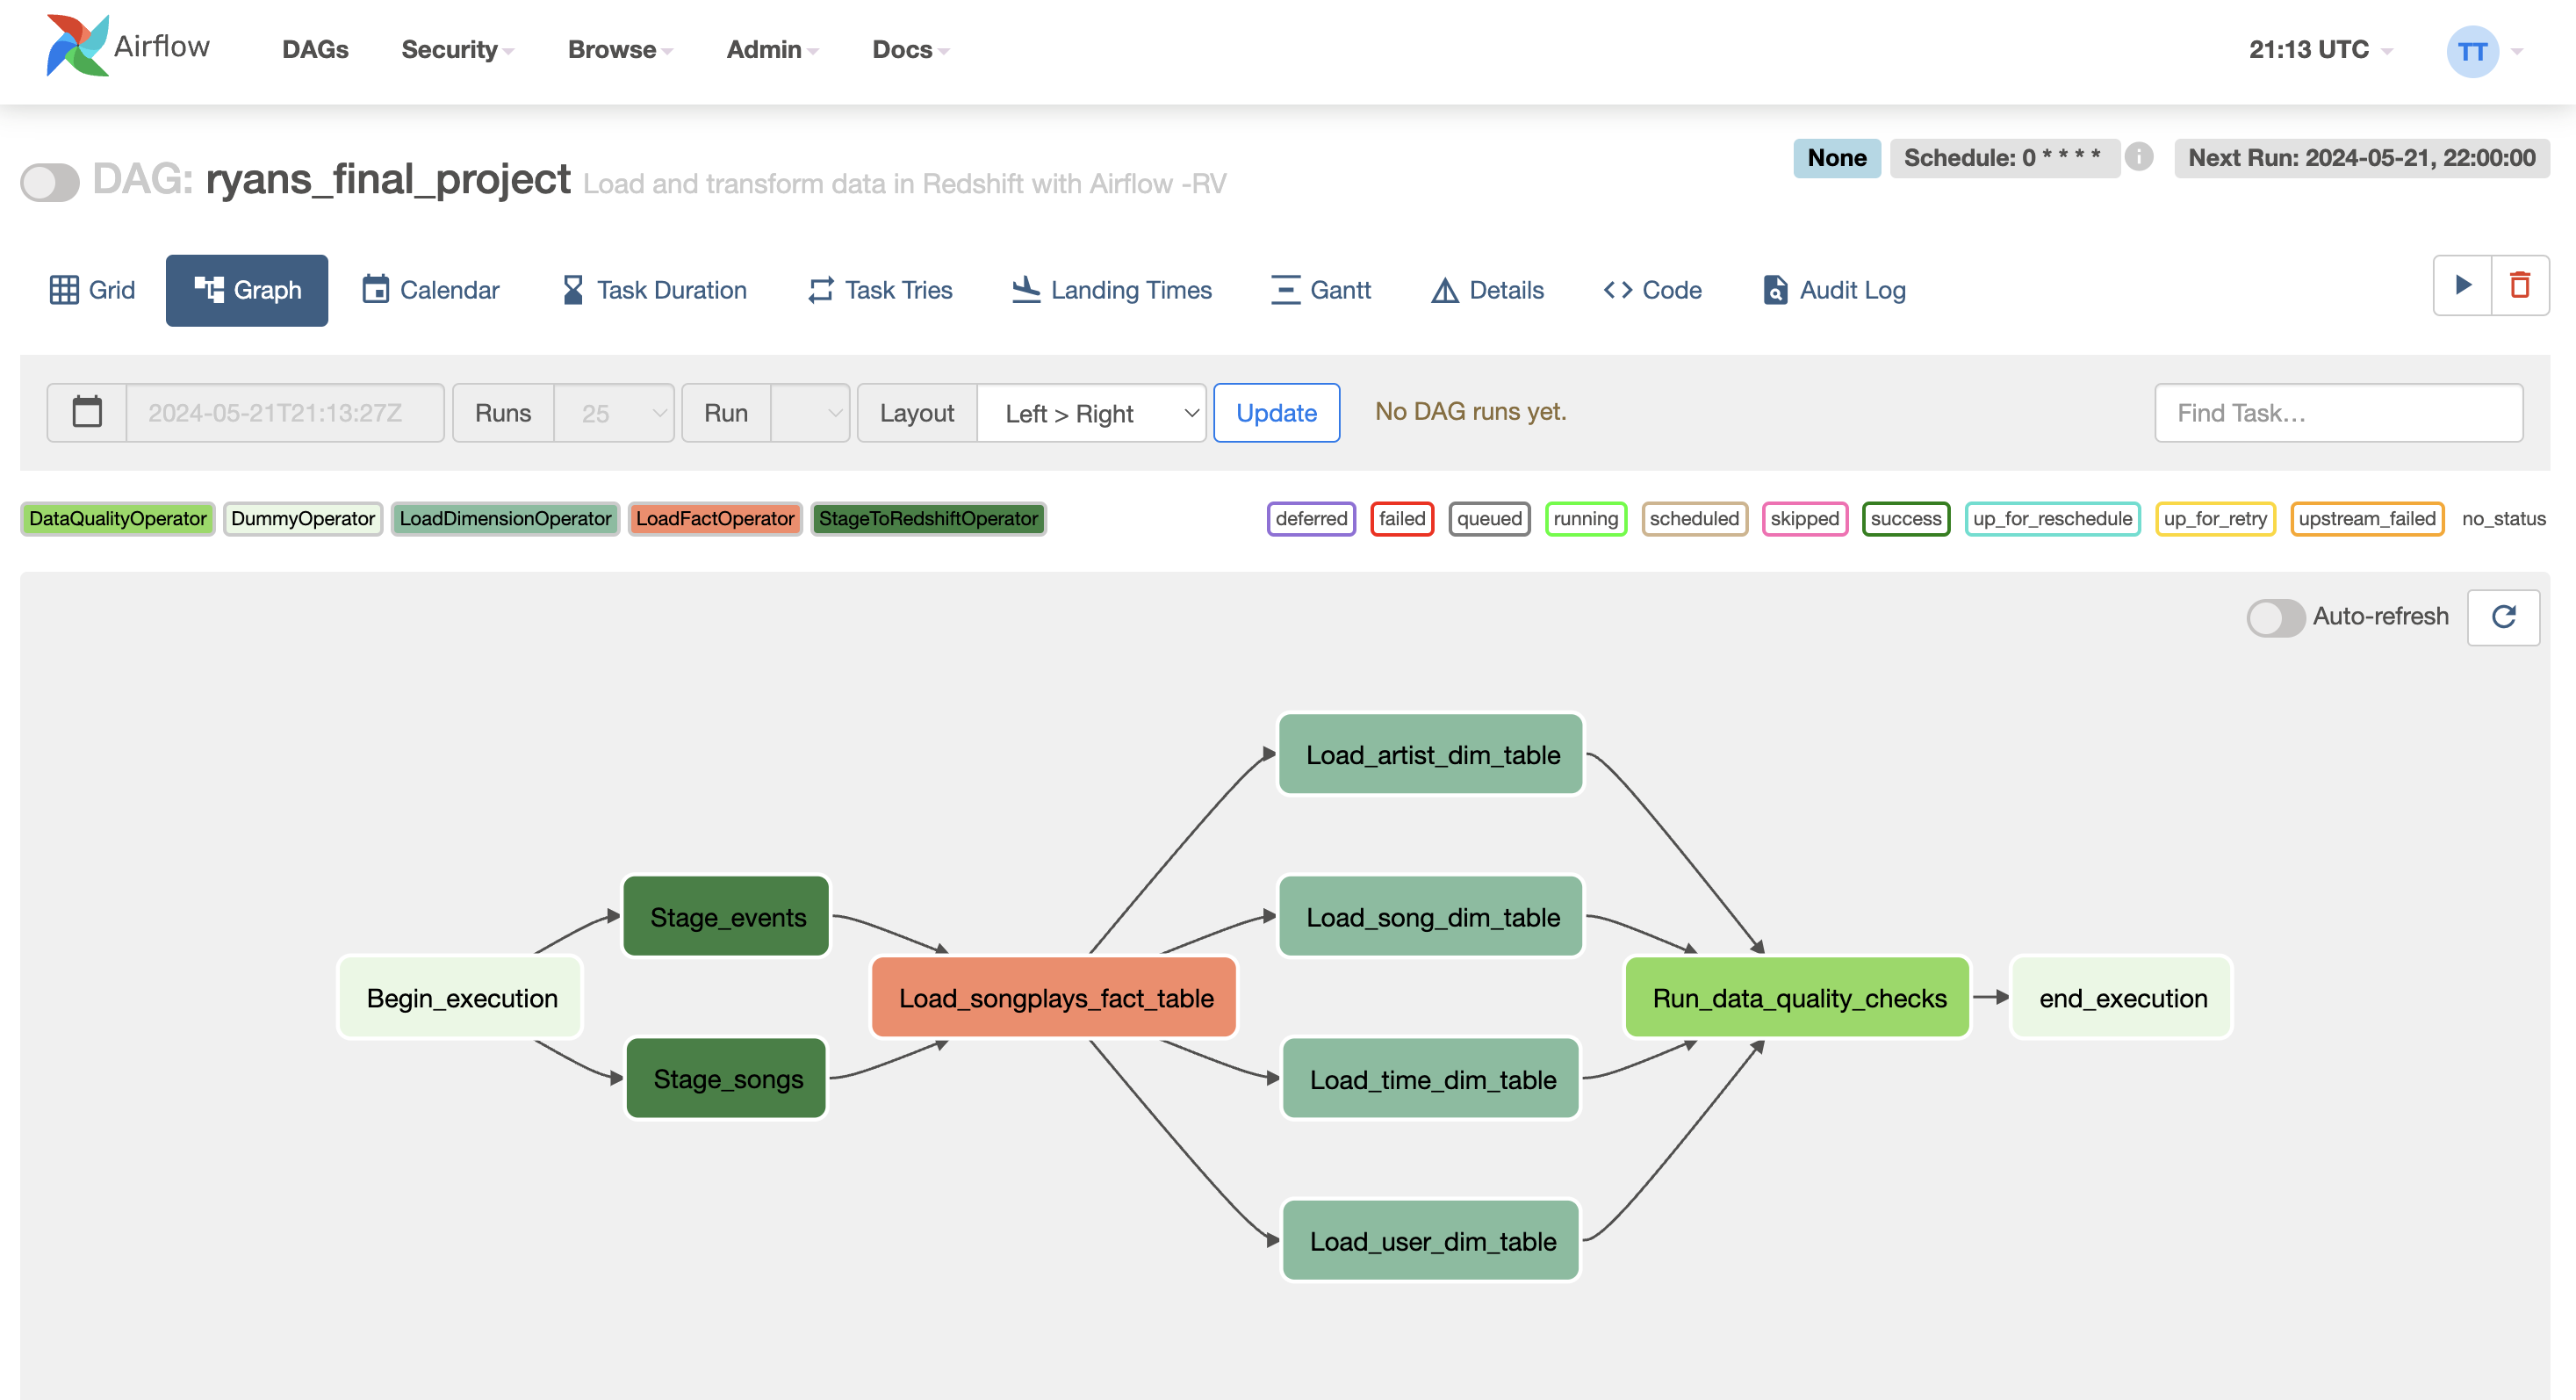 Airflow DAGs Security Browse Admin Docs 21:13 UTC TT
None Schedule: 0 * * * * i Next Run: 2024-05-21, 22:00:00
DAG: ryans_final_project Load and transform data in Redshift with Airflow -RV
Grid Graph Calendar Task Duration Task Tries Landing Times Gantt Details Code Audit Log
2024-05-21T21:13:27Z Runs 25 Run Layout Left > Right Update No DAG runs yet. Find Task...
DataQualityOperator DummyOperator LoadDimensionOperator LoadFactOperator StageToRedshiftOperator deferred failed queued running scheduled skipped success up_for_reschedule up_for_retry upstream_failed no_status
Auto-refresh
Load_artist_dim_table
Stage_events Load_song_dim_table
Begin_execution Load_songplays_fact_table Run_data_quality_checks end_execution
Stage_songs Load_time_dim_table
Load_user_dim_table